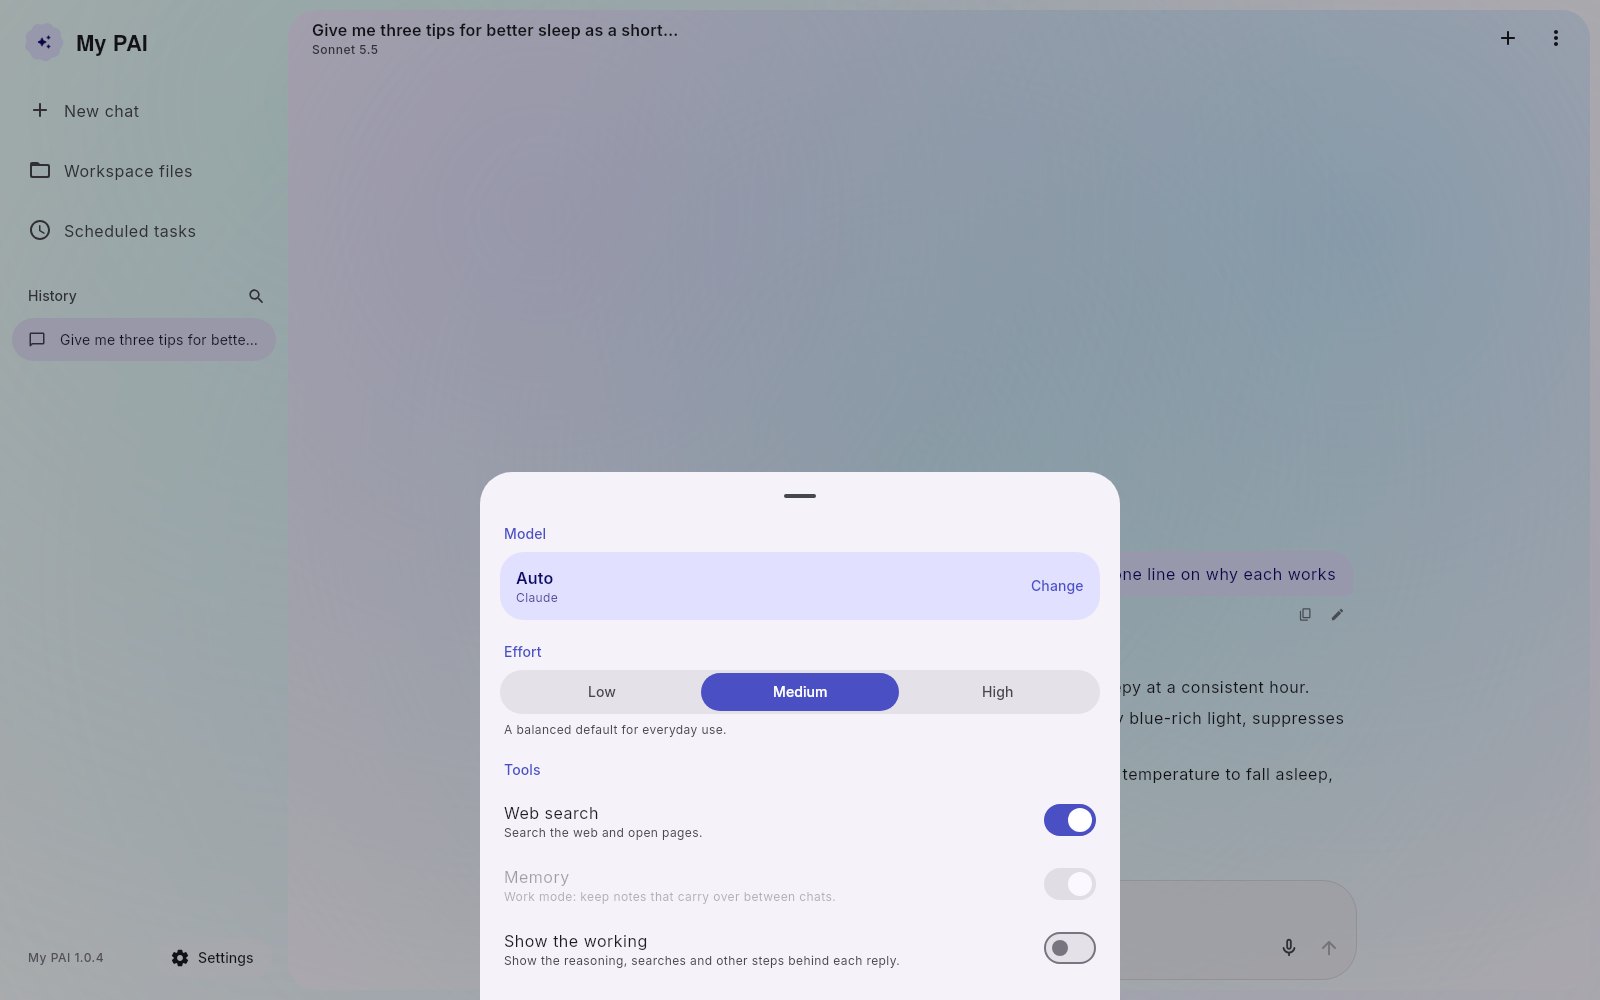 My PAI
New chat
Workspace files
Scheduled tasks
History
Give me three tips for bette...
My PAI 1.0.4
Settings
Give me three tips for better sleep as a short...
Sonnet 5.5
one line on why each works
py at a consistent hour.
blue-rich light, suppresses
temperature to fall asleep,
Model
Auto
Claude
Change
Effort
Low
Medium
High
A balanced default for everyday use.
Tools
Web search
Search the web and open pages.
Memory
Work mode: keep notes that carry over between chats.
Show the working
Show the reasoning, searches and other steps behind each reply.